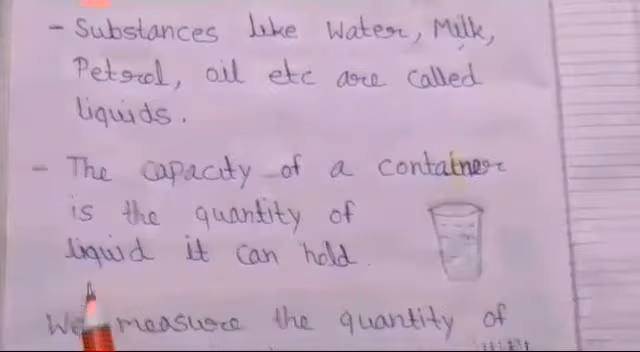 - Substances like Water, Milk,
Petrol, oil etc are called
liquids.
- The capacity of a container
is the quantity of
liquid it can hold.
We measure the quantity of